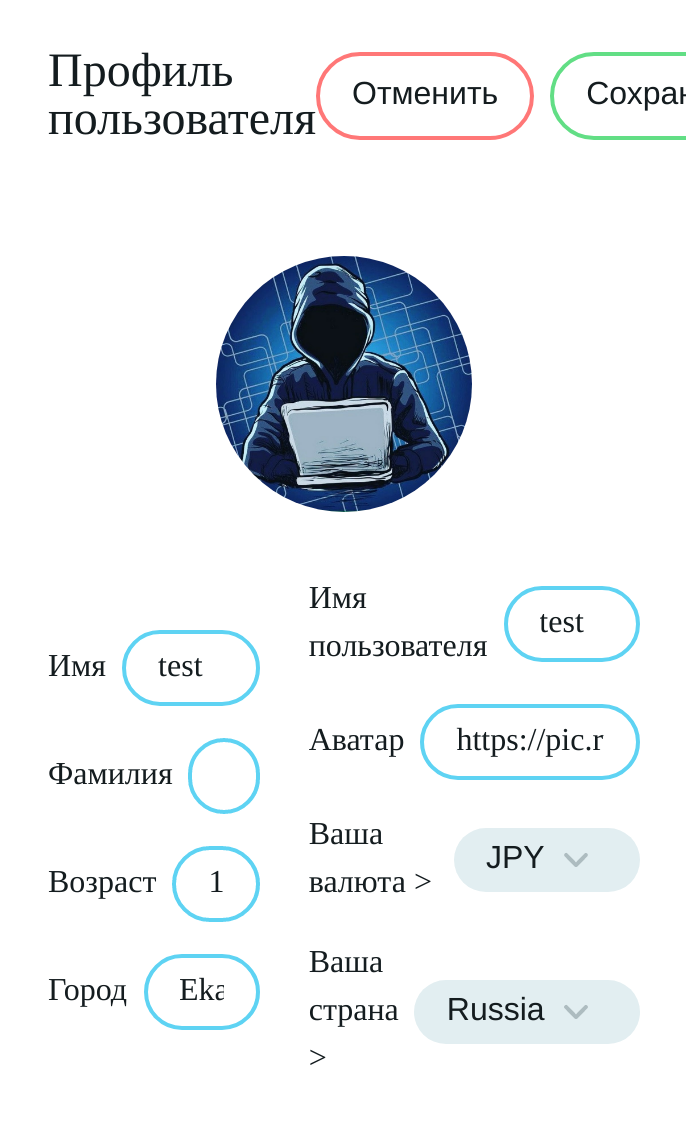 Профиль
пользователя
Отменить
Сохран
Имя
test
Фамилия
Возраст
1
Город
Eka
Имя
пользователя
test
Аватар
https://pic.r
Ваша
валюта >
JPY
Ваша
страна
>
Russia